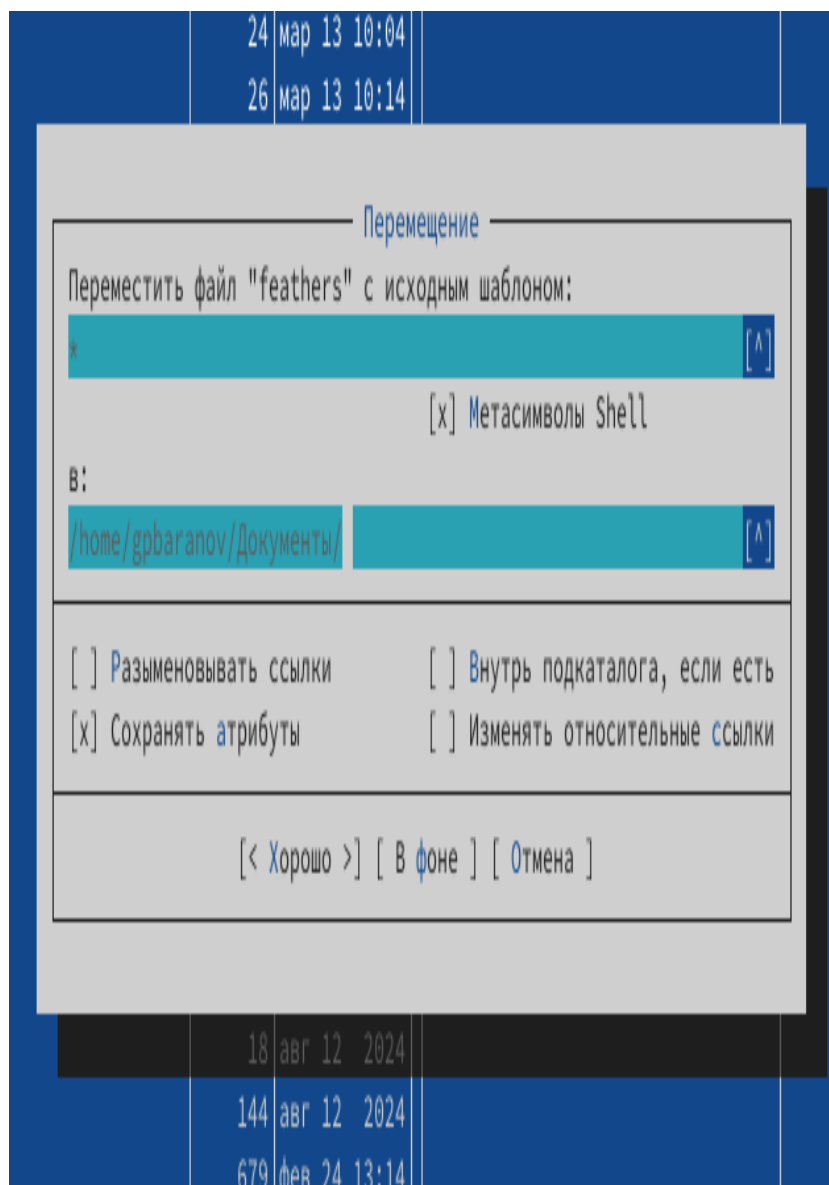 24 мар 13 10:04
26 мар 13 10:14
Перемещение
Переместить файл "feathers" с исходным шаблоном:
* [^]
[x] Метасимволы Shell
в:
/home/gpbaranov/Документы/ [^]
[ ] Разыменовывать ссылки [ ] Внутрь подкаталога, если есть
[x] Сохранять атрибуты [ ] Изменять относительные ссылки
[< Хорошо >] [ В фоне ] [ Отмена ]
18 авг 12 2024
144 авг 12 2024
679 фев 24 13:14